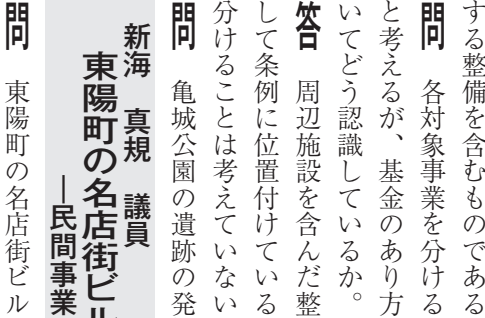 する整備を含むものである
問 各対象事業を分ける
と考えるが、基金のあり方
いてどう認識しているか。
答 周辺施設を含んだ整
して条例に位置付けている
分けることは考えていない
問 亀城公園の遺跡の発
新海 真規 議員
東陽町の名店街ビル
―民間事業
問 東陽町の名店街ビル